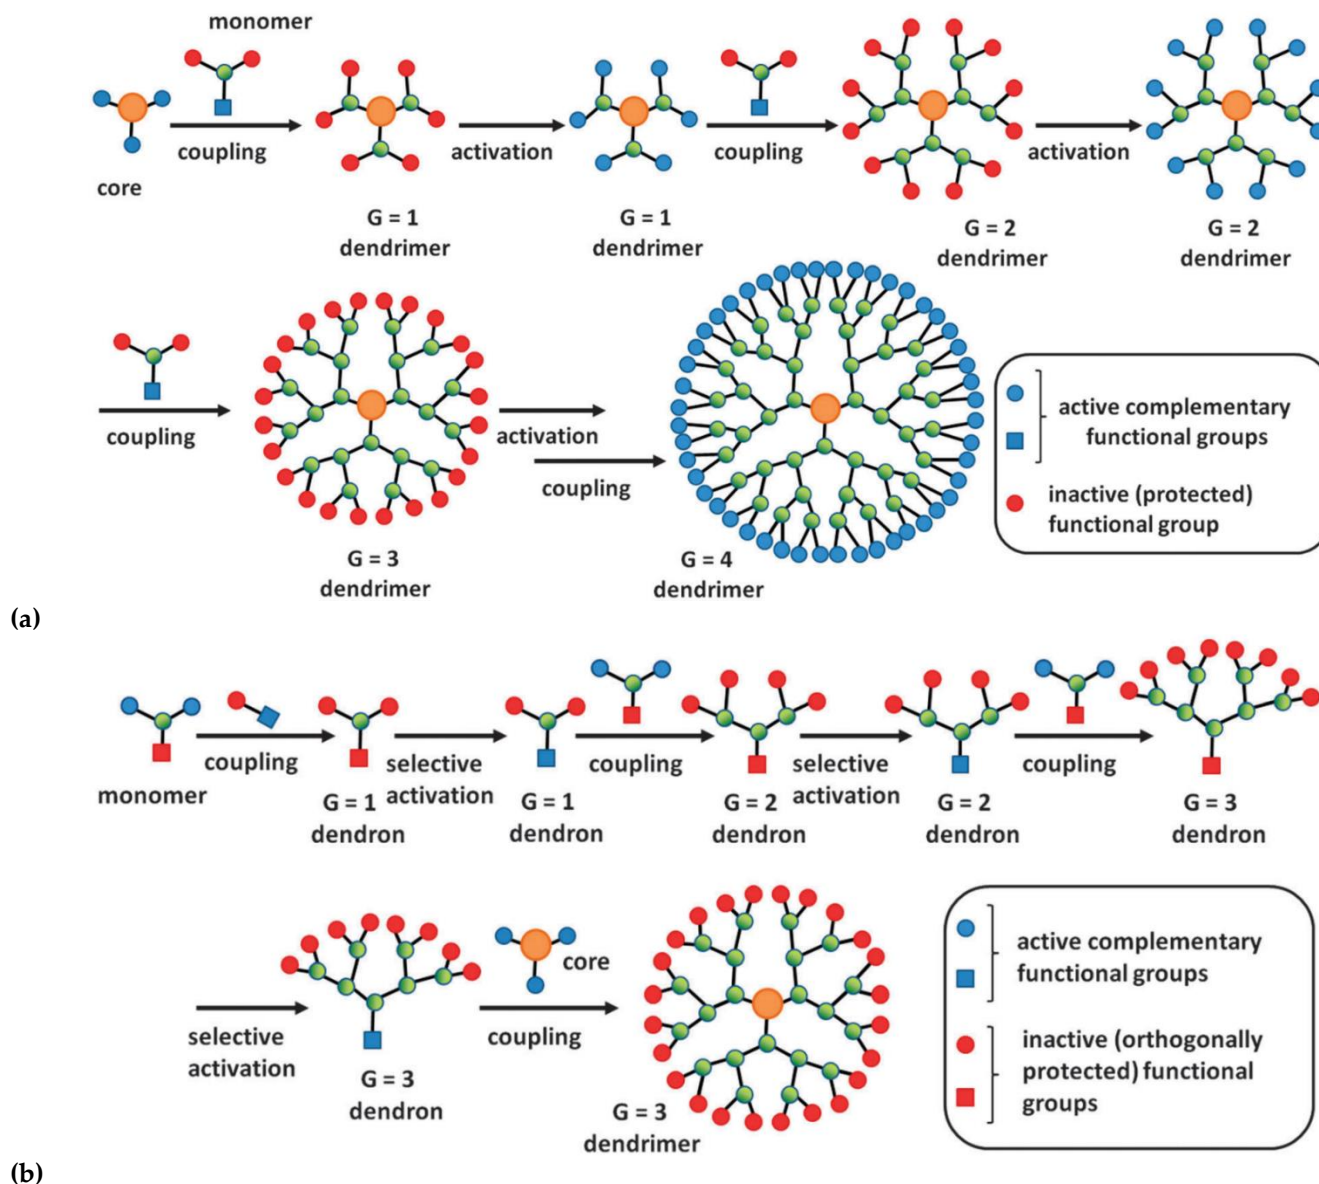 monomer
core
coupling
G = 1
dendrimer
activation
G = 1
dendrimer
coupling
G = 2
dendrimer
activation
G = 2
dendrimer
coupling
G = 3
dendrimer
activation
coupling
G = 4
dendrimer
active complementary
functional groups
inactive (protected)
functional group
(a)
monomer
coupling
G = 1
dendron
selective
activation
G = 1
dendron
coupling
G = 2
dendron
selective
activation
G = 2
dendron
coupling
G = 3
dendron
selective
activation
G = 3
dendron
core
coupling
G = 3
dendrimer
active complementary
functional groups
inactive (orthogonally
protected) functional
groups
(b)